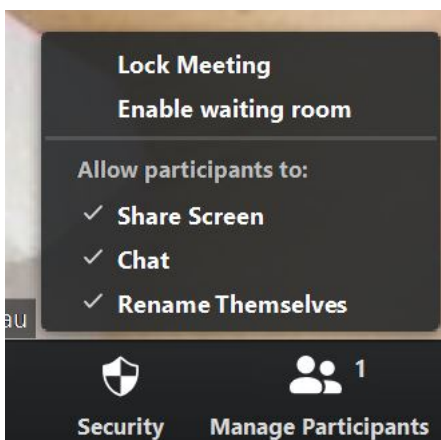 Lock Meeting
Enable waiting room
Allow participants to:
Share Screen
Chat
Rename Themselves
au
1
Security Manage Participants